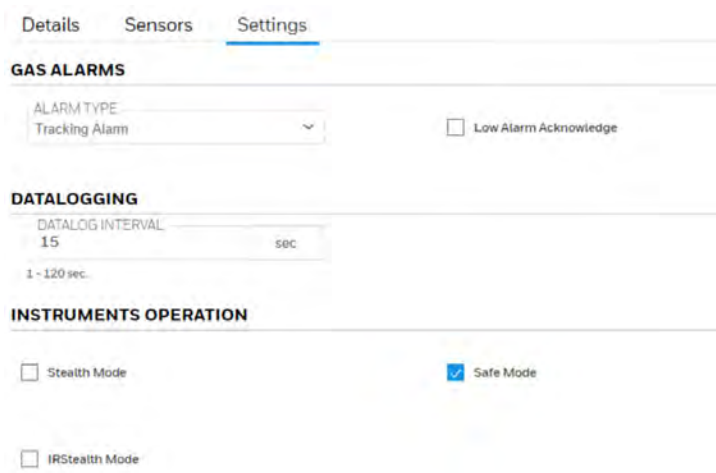 Details Sensors Settings
GAS ALARMS
ALARM TYPE
Tracking Alarm
Low Alarm Acknowledge
DATALOGGING
DATALOG INTERVAL
15 sec
1 - 120 sec.
INSTRUMENTS OPERATION
Stealth Mode Safe Mode
IRStealth Mode